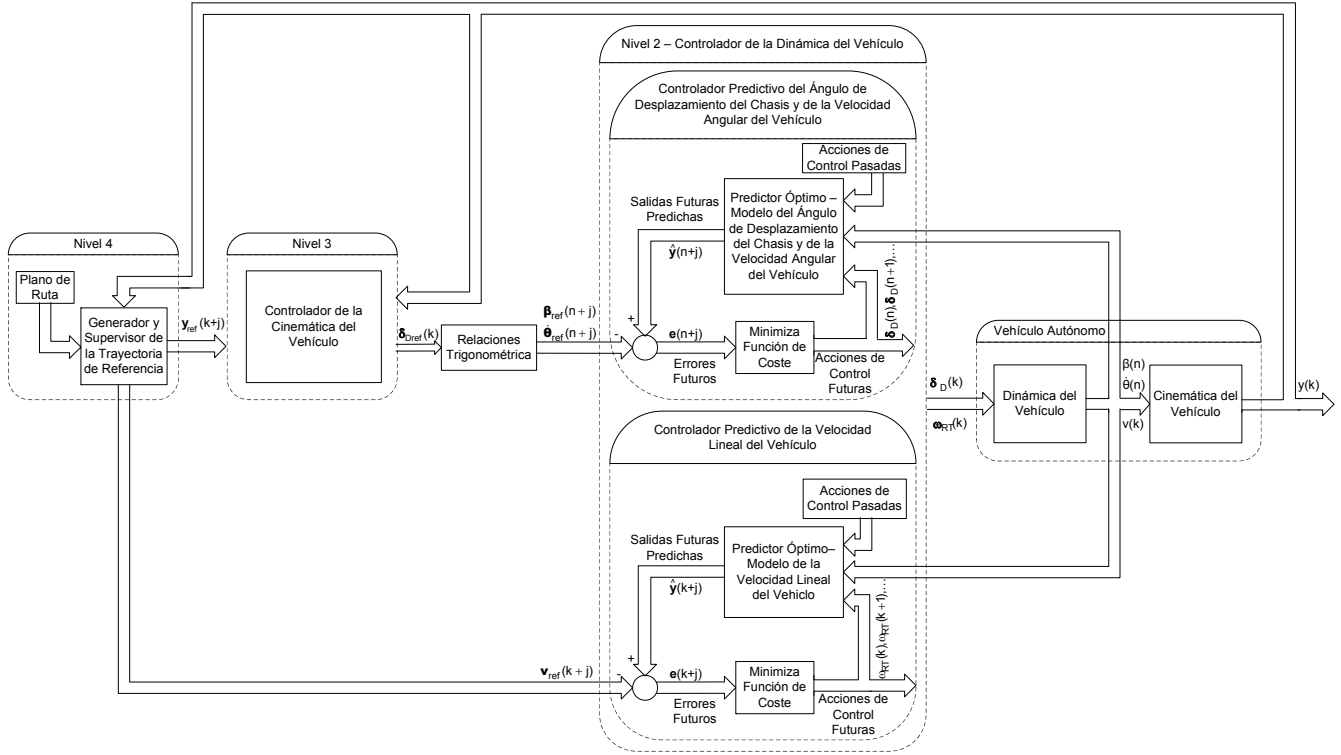 Nivel 2 – Controlador de la Dinámica del Vehículo
Controlador Predictivo del Ángulo de
Desplazamiento del Chasis y de la Velocidad
Angular del Vehículo
Acciones de
Control Pasadas
Salidas Futuras
Predichas
Predictor Óptimo –
Modelo del Ángulo
de Desplazamiento
del Chasis y de la
Velocidad Angular
del Vehículo
ŷ(n+j)
δD(n),δD(n+1),...
Nivel 4
Plano de
Ruta
Generador y
Supervisor de
la Trayectoria
de Referencia
yref(k+j)
Nivel 3
Controlador de la
Cinemática del
Vehículo
δDref(k)
Relaciones
Trigonométrica
βref(n+j)
θ̇ref(n+j)
+
-
e(n+j)
Errores
Futuros
Minimiza
Función de
Coste
Acciones de
Control
Futuras
δD(k)
ωRT(k)
Vehículo Autónomo
Dinámica del
Vehículo
β(n)
θ̇(n)
v(k)
Cinemática del
Vehículo
y(k)
Controlador Predictivo de la Velocidad
Lineal del Vehículo
Acciones de
Control Pasadas
Salidas Futuras
Predichas
Predictor Óptimo–
Modelo de la
Velocidad Lineal
del Vehiclo
ŷ(k+j)
ωRT(k),ωRT(k+1),...
vref(k+j)
+
-
e(k+j)
Errores
Futuros
Minimiza
Función de
Coste
Acciones de
Control
Futuras